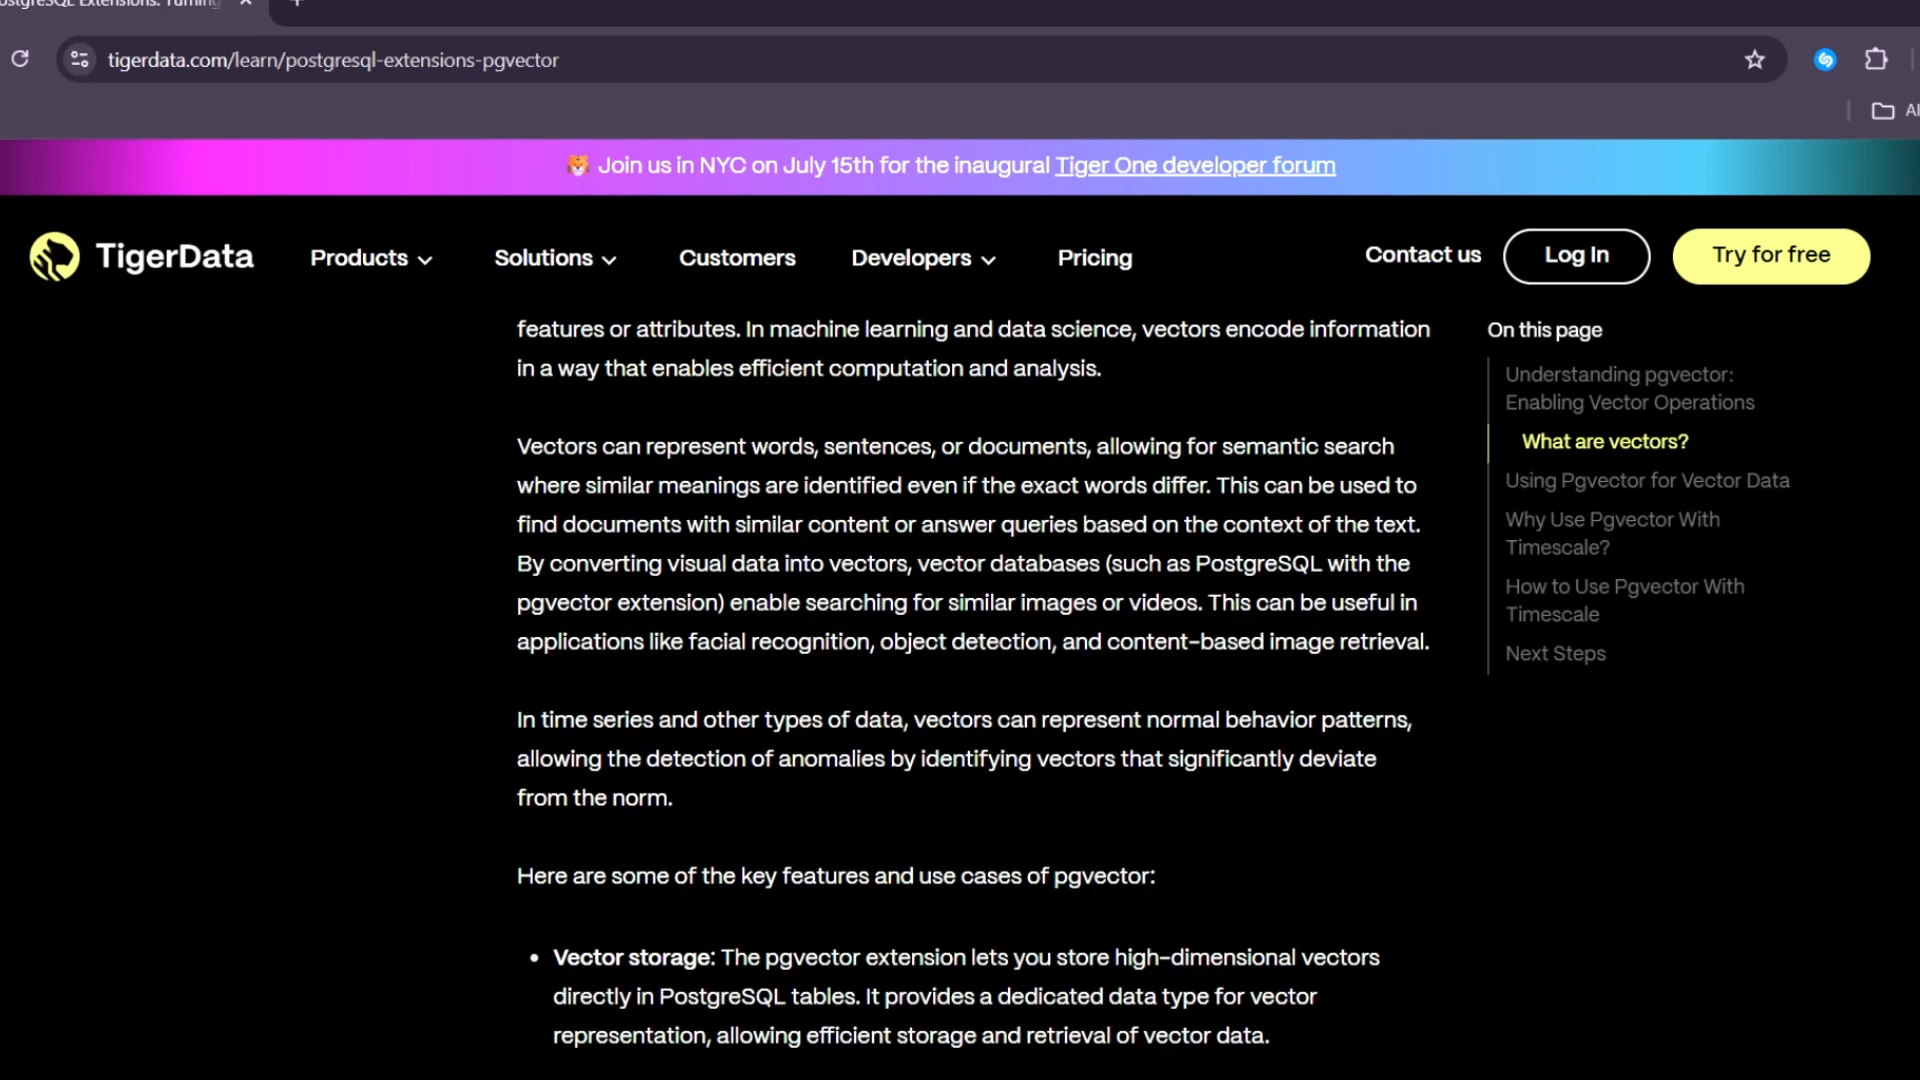 PostgreSQL Extensions: Turning
tigerdata.com/learn/postgresql-extensions-pgvector
Join us in NYC on July 15th for the inaugural Tiger One developer forum
TigerData
Products
Solutions
Customers
Developers
Pricing
Contact us
Log In
Try for free
features or attributes. In machine learning and data science, vectors encode information
in a way that enables efficient computation and analysis.
Vectors can represent words, sentences, or documents, allowing for semantic search
where similar meanings are identified even if the exact words differ. This can be used to
find documents with similar content or answer queries based on the context of the text.
By converting visual data into vectors, vector databases (such as PostgreSQL with the
pgvector extension) enable searching for similar images or videos. This can be useful in
applications like facial recognition, object detection, and content-based image retrieval.
In time series and other types of data, vectors can represent normal behavior patterns,
allowing the detection of anomalies by identifying vectors that significantly deviate
from the norm.
Here are some of the key features and use cases of pgvector:
• Vector storage: The pgvector extension lets you store high-dimensional vectors
directly in PostgreSQL tables. It provides a dedicated data type for vector
representation, allowing efficient storage and retrieval of vector data.
On this page
Understanding pgvector:
Enabling Vector Operations
What are vectors?
Using Pgvector for Vector Data
Why Use Pgvector With
Timescale?
How to Use Pgvector With
Timescale
Next Steps